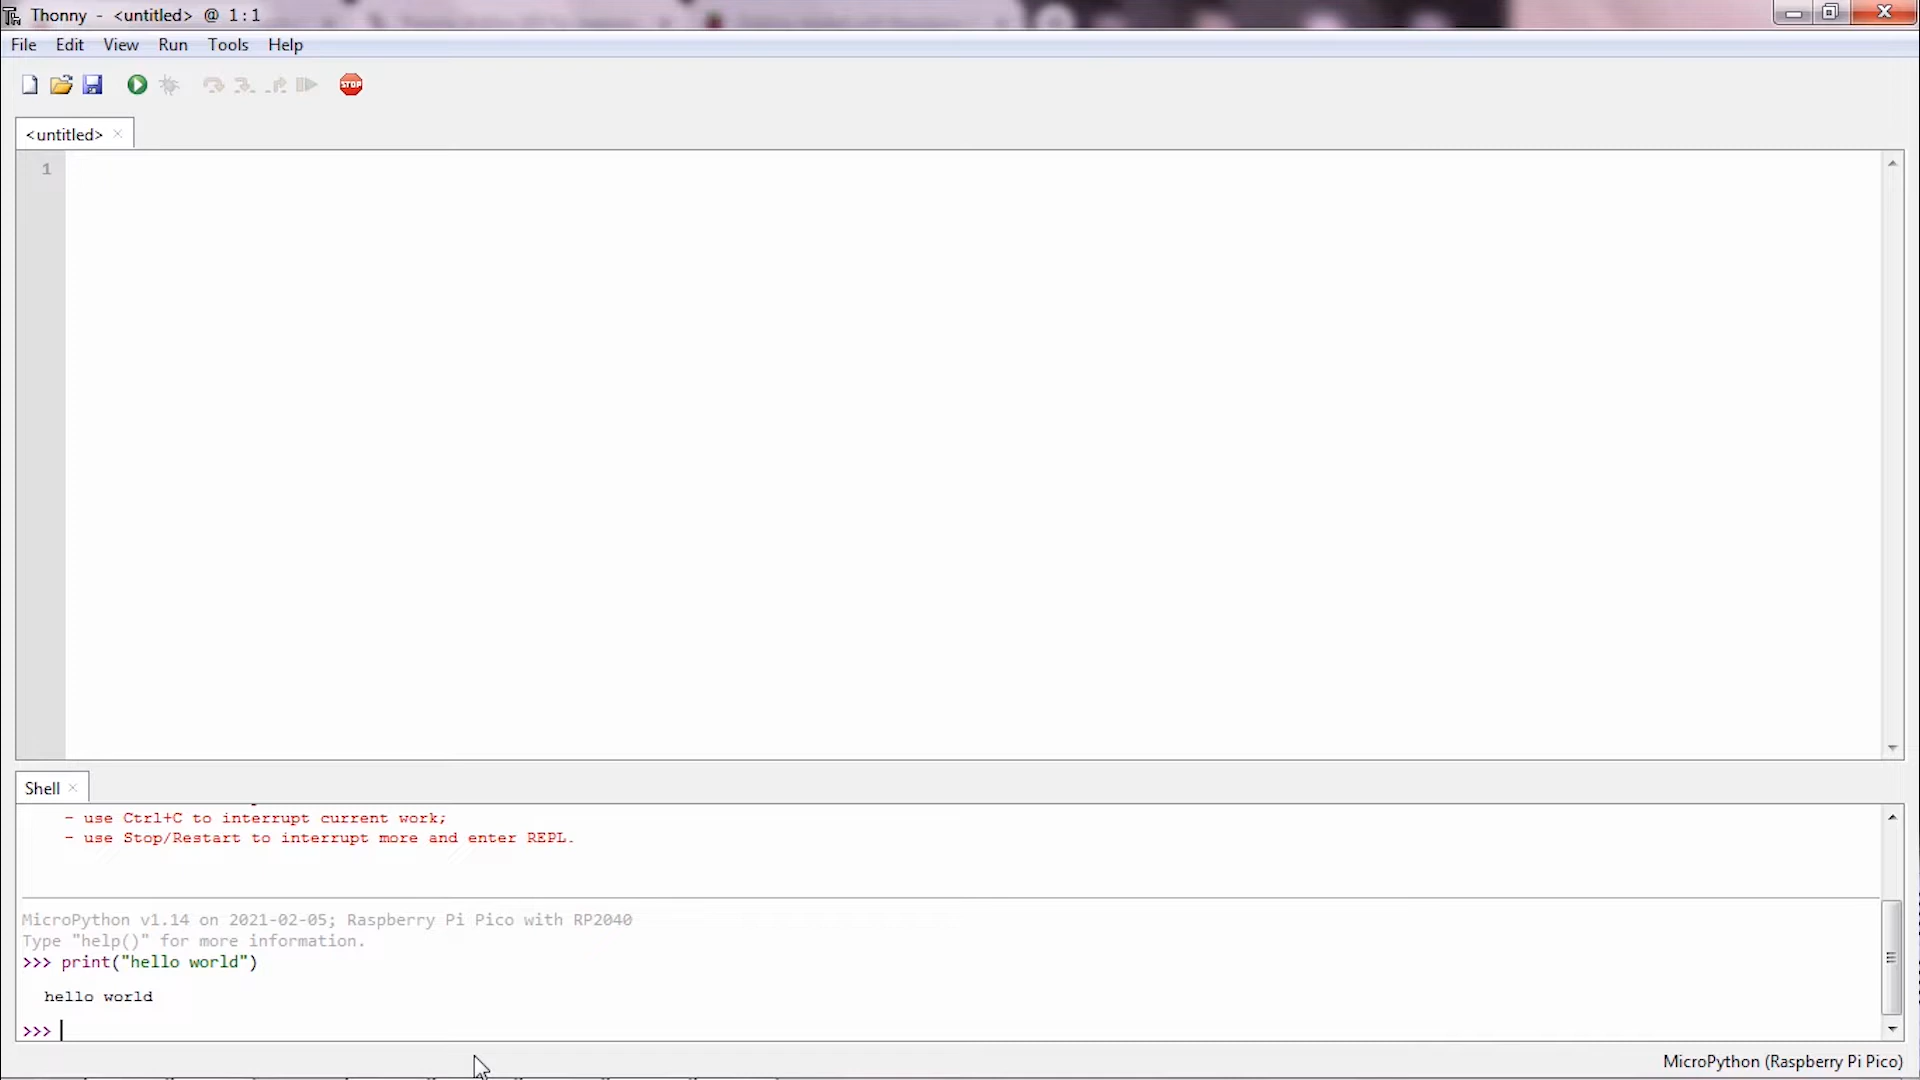 Thonny - <untitled> @ 1:1
File Edit View Run Tools Help
STOP
<untitled>
1
Shell
- use Ctrl+C to interrupt current work;
- use Stop/Restart to interrupt more and enter REPL.
MicroPython v1.14 on 2021-02-05; Raspberry Pi Pico with RP2040
Type "help()" for more information.
>>> print("hello world")
hello world
>>>
MicroPython (Raspberry Pi Pico)